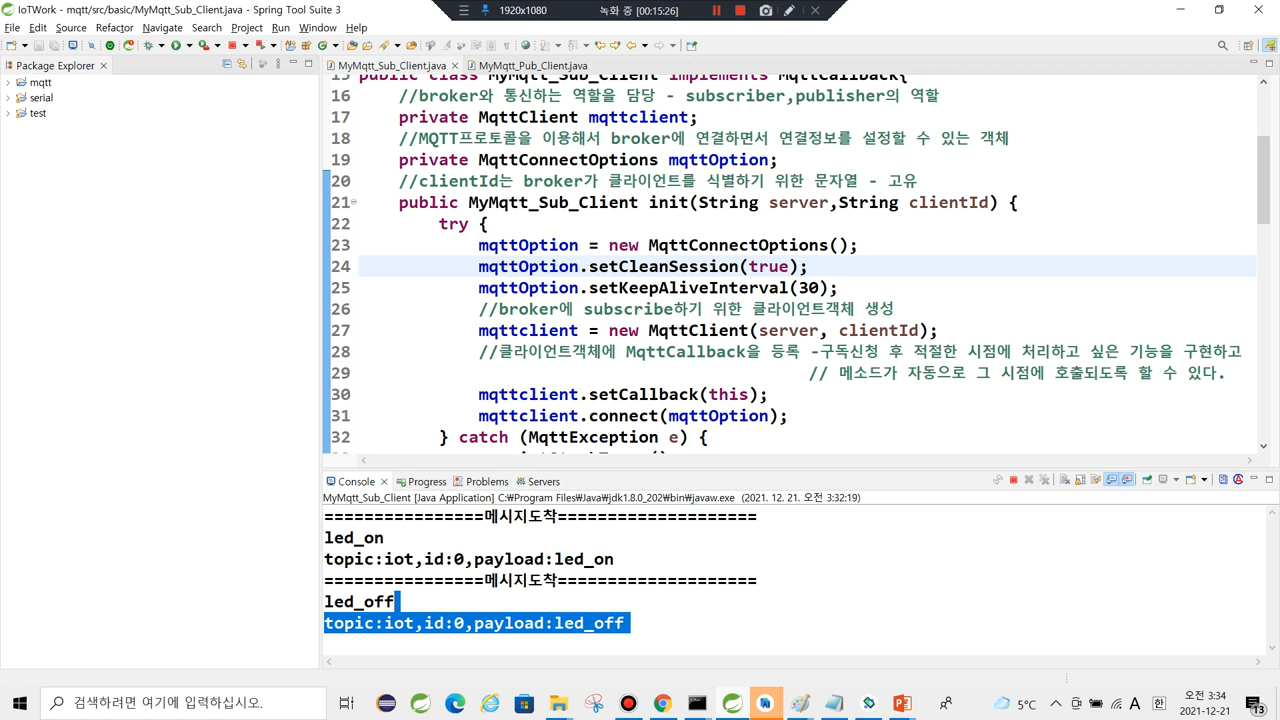 IoTWork - mqtt/src/basic/MyMqtt_Sub_Client.java - Spring Tool Suite 3
1920x1080
녹화 중 00:15:26
File Edit Source Refactor Navigate Search Project Run Window Help
Package Explorer
MyMqtt_Sub_Client.java
MyMqtt_Pub_Client.java
mqtt
serial
test
15 public class MyMqtt_Sub_Client implements MqttCallback{
16 //broker와 통신하는 역할을 담당 - subscriber,publisher의 역할
17 private MqttClient mqttclient;
18 //MQTT프로토콜을 이용해서 broker에 연결하면서 연결정보를 설정할 수 있는 객체
19 private MqttConnectOptions mqttOption;
20 //clientId는 broker가 클라이언트를 식별하기 위한 문자열 - 고유
21 public MyMqtt_Sub_Client init(String server,String clientId) {
22 try {
23 mqttOption = new MqttConnectOptions();
24 mqttOption.setCleanSession(true);
25 mqttOption.setKeepAliveInterval(30);
26 //broker에 subscribe하기 위한 클라이언트객체 생성
27 mqttclient = new MqttClient(server, clientId);
28 //클라이언트객체에 MqttCallback을 등록 -구독신청 후 적절한 시점에 처리하고 싶은 기능을 구현하고
29 // 메소드가 자동으로 그 시점에 호출되도록 할 수 있다.
30 mqttclient.setCallback(this);
31 mqttclient.connect(mqttOption);
32 } catch (MqttException e) {
Console Progress Problems Servers
MyMqtt_Sub_Client [Java Application] C:₩Program Files₩Java₩jdk1.8.0_202₩bin₩javaw.exe (2021. 12. 21. 오전 3:32:19)
================메시지도착====================
led_on
topic:iot,id:0,payload:led_on
================메시지도착====================
led_off
topic:iot,id:0,payload:led_off
검색하려면 여기에 입력하십시오.
5°C
A
한
오전 3:34
2021-12-21
13